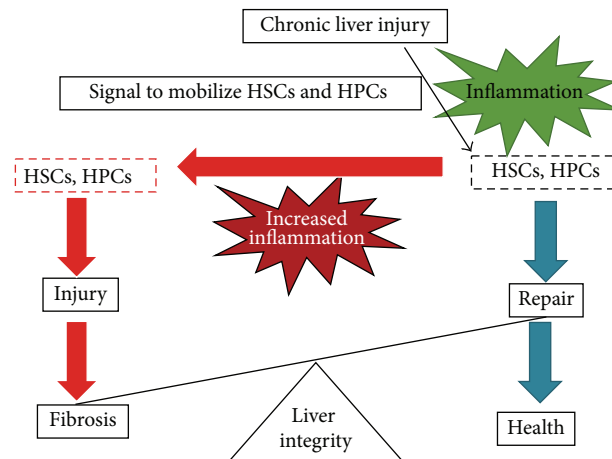 Chronic liver injury
Signal to mobilize HSCs and HPCs
Inflammation
HSCs, HPCs
HSCs, HPCs
Increased
inflammation
Injury
Repair
Fibrosis
Liver
integrity
Health